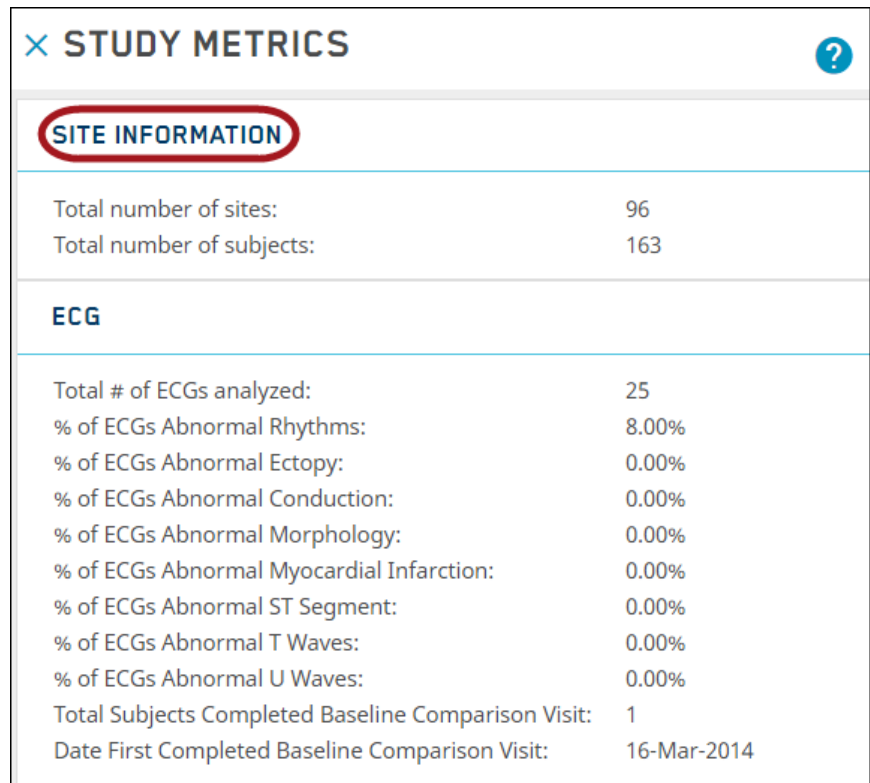 × STUDY METRICS
?
SITE INFORMATION
Total number of sites: 96
Total number of subjects: 163
ECG
Total # of ECGs analyzed: 25
% of ECGs Abnormal Rhythms: 8.00%
% of ECGs Abnormal Ectopy: 0.00%
% of ECGs Abnormal Conduction: 0.00%
% of ECGs Abnormal Morphology: 0.00%
% of ECGs Abnormal Myocardial Infarction: 0.00%
% of ECGs Abnormal ST Segment: 0.00%
% of ECGs Abnormal T Waves: 0.00%
% of ECGs Abnormal U Waves: 0.00%
Total Subjects Completed Baseline Comparison Visit: 1
Date First Completed Baseline Comparison Visit: 16-Mar-2014